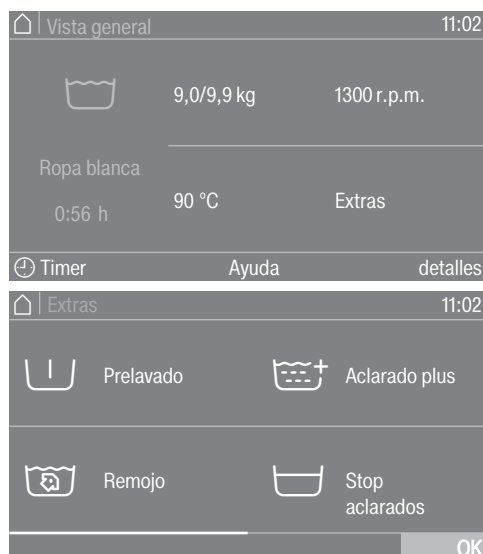 Vista general 11:02
9,0/9,9 kg 1300 r.p.m.
Ropa blanca
0:56 h
90 °C Extras
Timer Ayuda detalles
Extras 11:02
Prelavado Aclarado plus
Remojo Stop
aclarados
OK